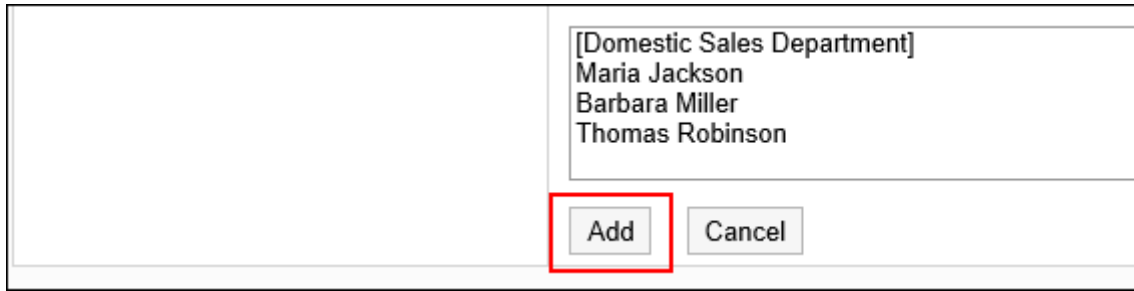 [Domestic Sales Department]
Maria Jackson
Barbara Miller
Thomas Robinson
Add Cancel